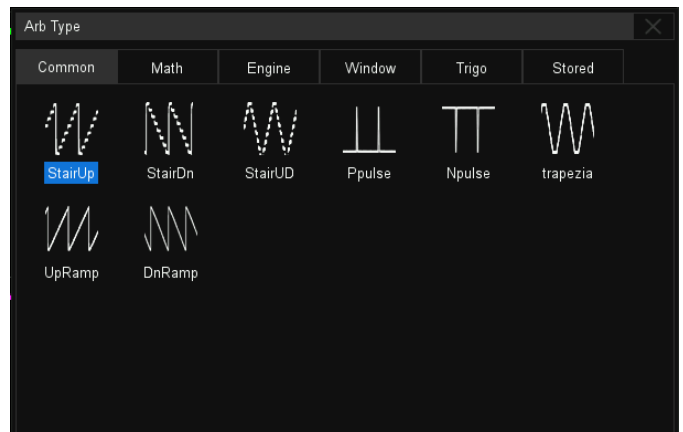 Arb Type
Common Math Engine Window Trigo Stored
StairUp StairDn StairUD Ppulse Npulse trapezia
UpRamp DnRamp